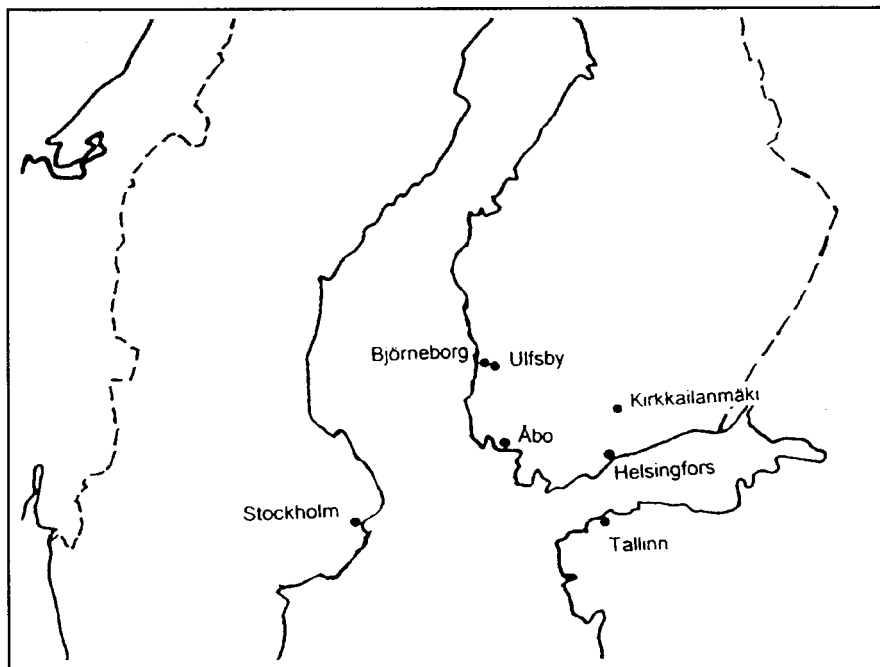 Björneborg
Ulfsby
Kirkkailanmäki
Åbo
Helsingfors
Stockholm
Tallinn